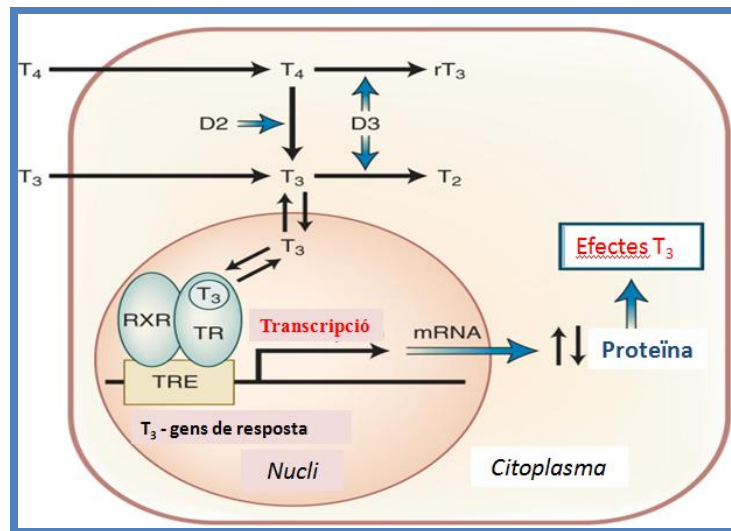 T₄ T₄ rT₃
D2 D3
T₃ T₃ T₂
T₃
Efectes T₃
RXR T₃ TR
Transcripció
mRNA
Proteïna
TRE
T₃ - gens de resposta
Nucli
Citoplasma